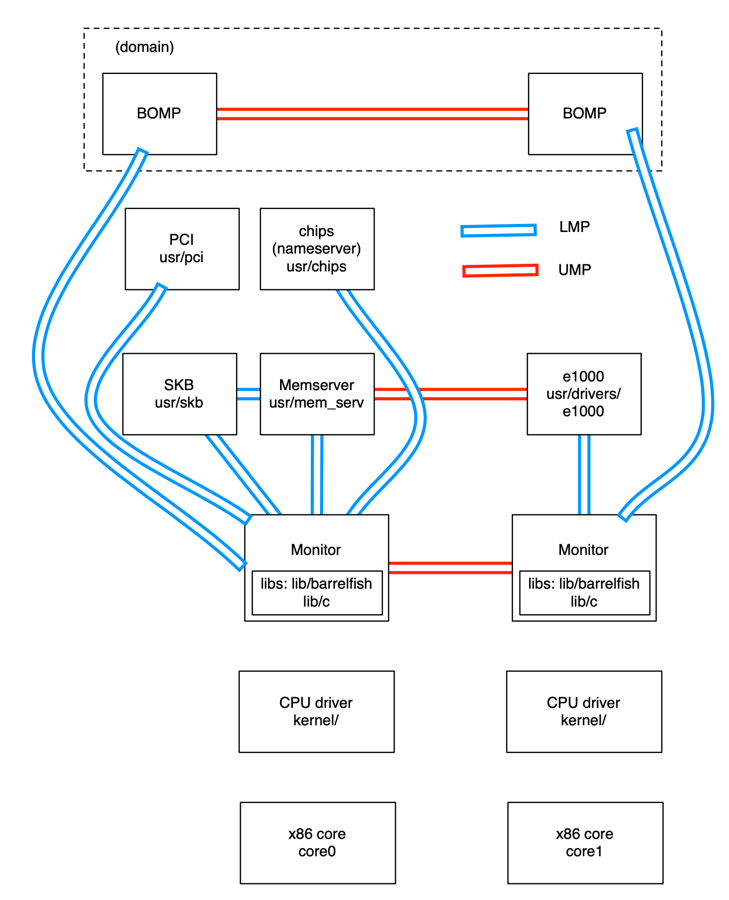 (domain)
BOMP
BOMP
PCI
usr/pci
chips
(nameserver)
usr/chips
LMP
UMP
SKB
usr/skb
Memserver
usr/mem_serv
e1000
usr/drivers/
e1000
Monitor
libs: lib/barrelfish
lib/c
Monitor
libs: lib/barrelfish
lib/c
CPU driver
kernel/
CPU driver
kernel/
x86 core
core0
x86 core
core1